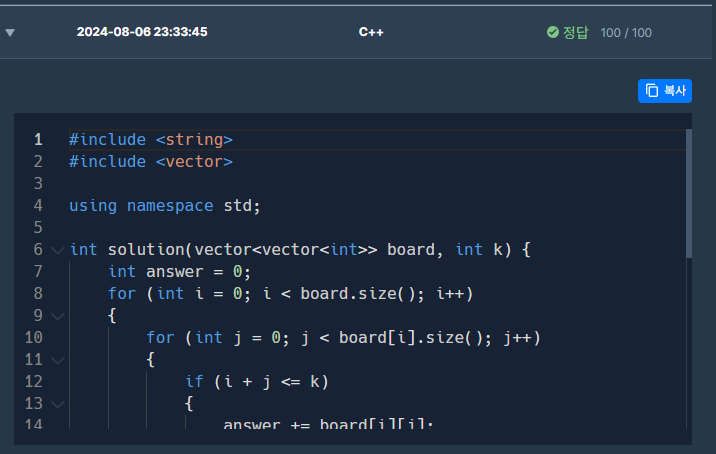 2024-08-06 23:33:45 C++ 정답 100 / 100
복사
1 #include <string>
2 #include <vector>
3
4 using namespace std;
5
6 int solution(vector<vector<int>> board, int k) {
7 int answer = 0;
8 for (int i = 0; i < board.size(); i++)
9 {
10 for (int j = 0; j < board[i].size(); j++)
11 {
12 if (i + j <= k)
13 {
14 answer += board[i][j];